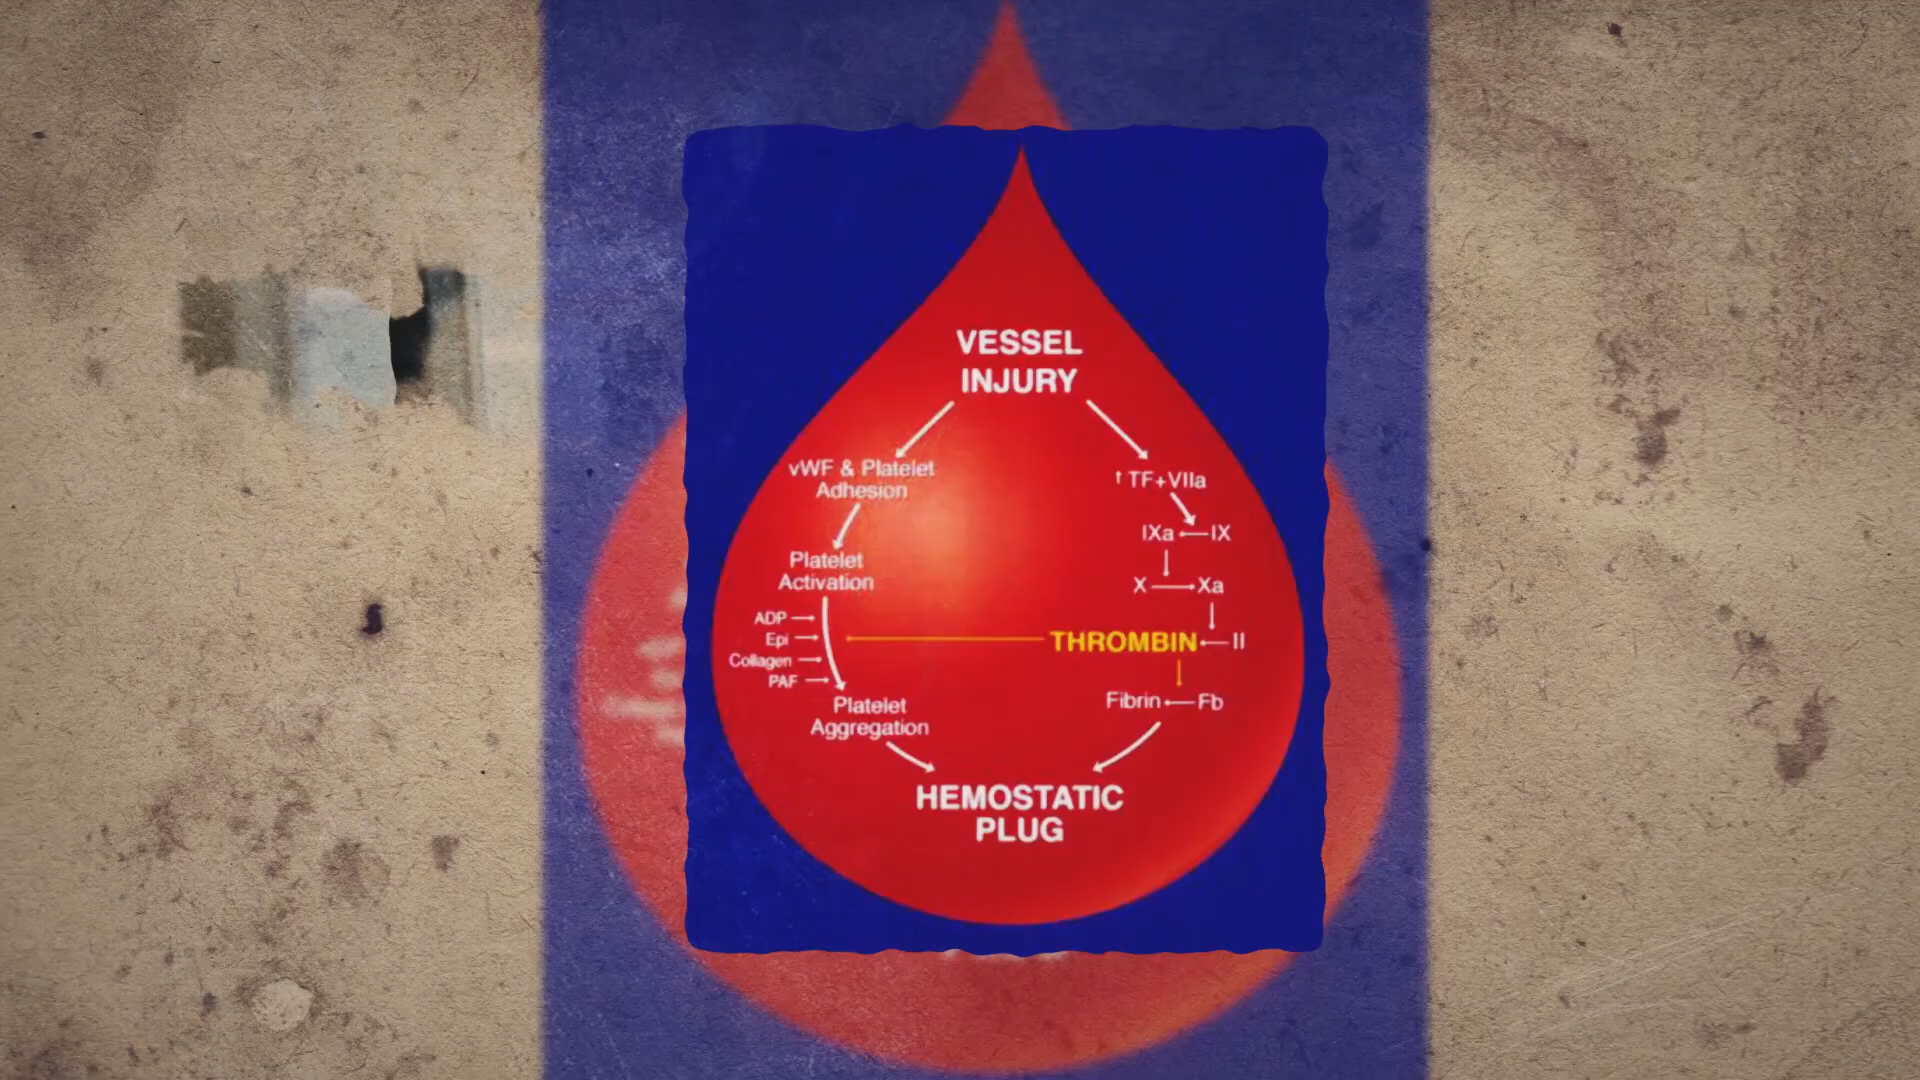 VESSEL
INJURY
vWF & Platelet
Adhesion
Platelet
Activation
ADP
Epi
Collagen
PAF
Platelet
Aggregation
↑ TF+VIIa
IXa IX
X Xa
THROMBIN II
Fibrin Fb
HEMOSTATIC
PLUG